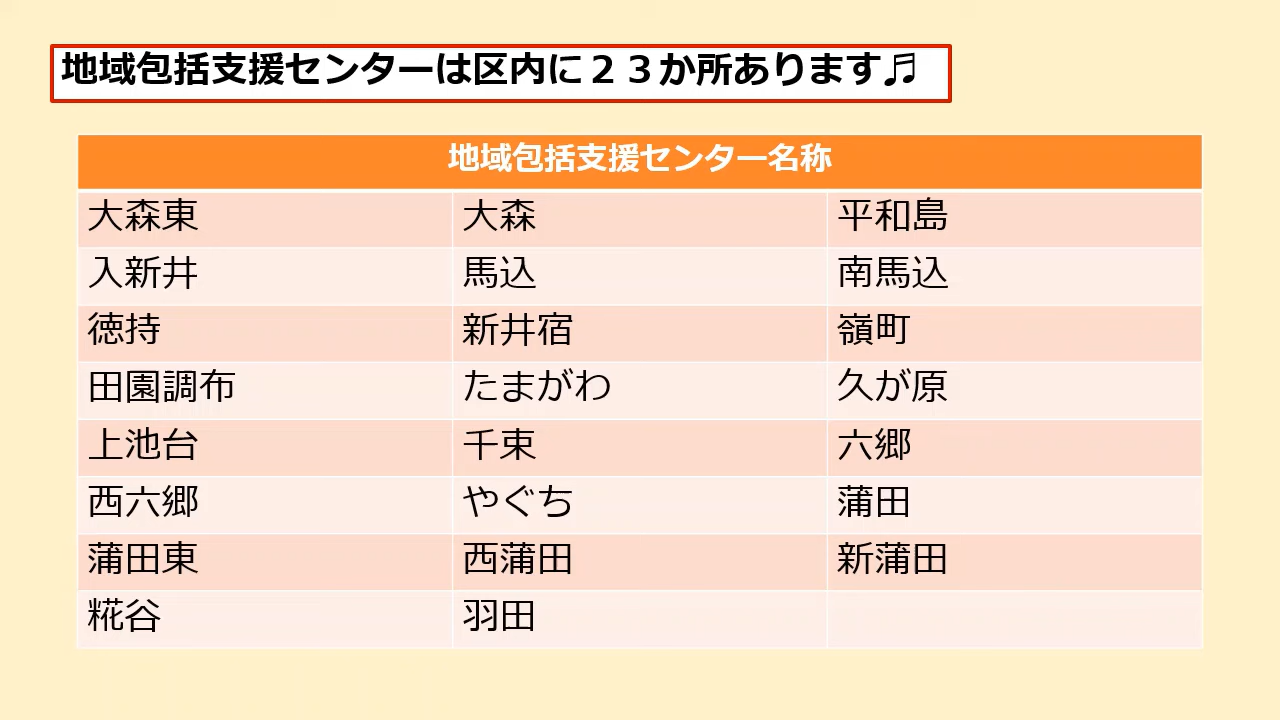 地域包括支援センターは区内に２３か所あります♬
地域包括支援センター名称
大森東 大森 平和島
入新井 馬込 南馬込
徳持 新井宿 嶺町
田園調布 たまがわ 久が原
上池台 千束 六郷
西六郷 やぐち 蒲田
蒲田東 西蒲田 新蒲田
糀谷 羽田